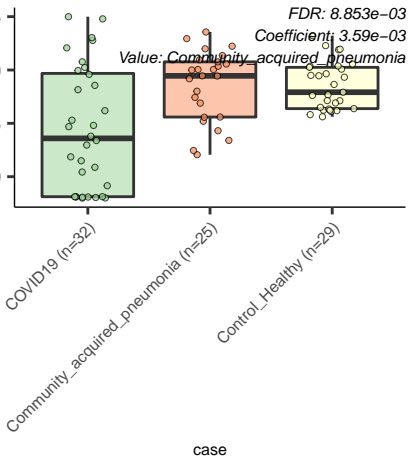 FDR: 8.853e−03
Coefficient: 3.59e−03
Value: Community_acquired_pneumonia
COVID19 (n=32)
Community_acquired_pneumonia (n=25)
Control_Healthy (n=29)
case